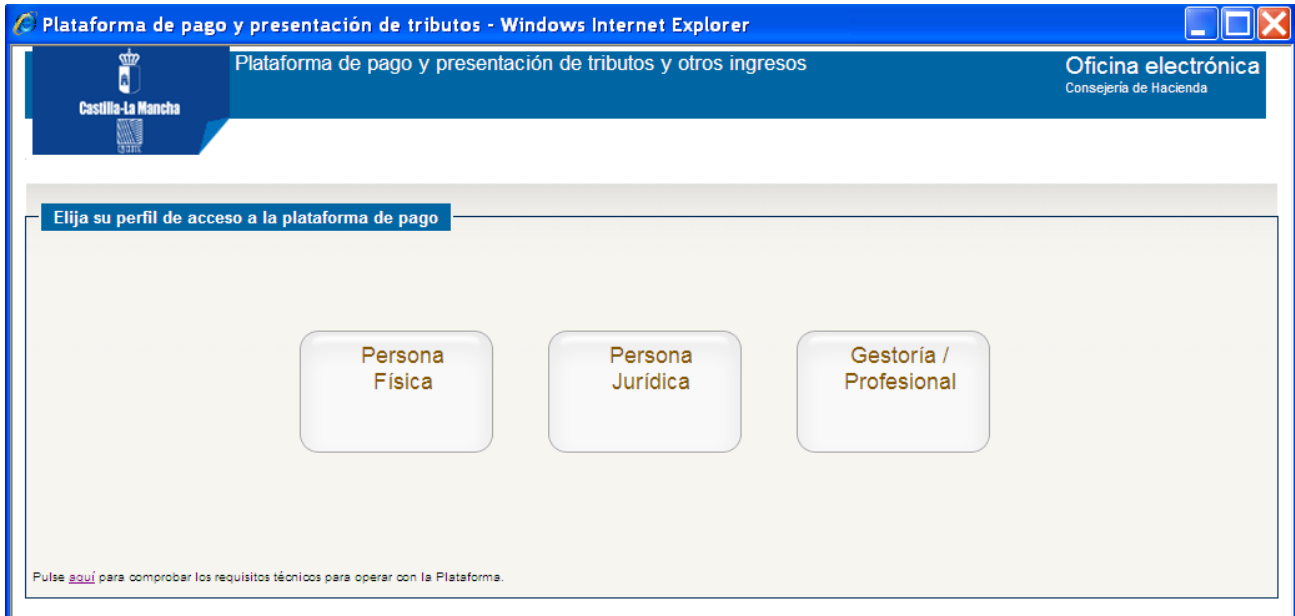 Plataforma de pago y presentación de tributos - Windows Internet Explorer
Plataforma de pago y presentación de tributos y otros ingresos
Oficina electrónica
Consejería de Hacienda
Castilla-La Mancha
Elija su perfil de acceso a la plataforma de pago
Persona
Física
Persona
Jurídica
Gestoría /
Profesional
Pulse aquí para comprobar los requisitos técnicos para operar con la Plataforma.